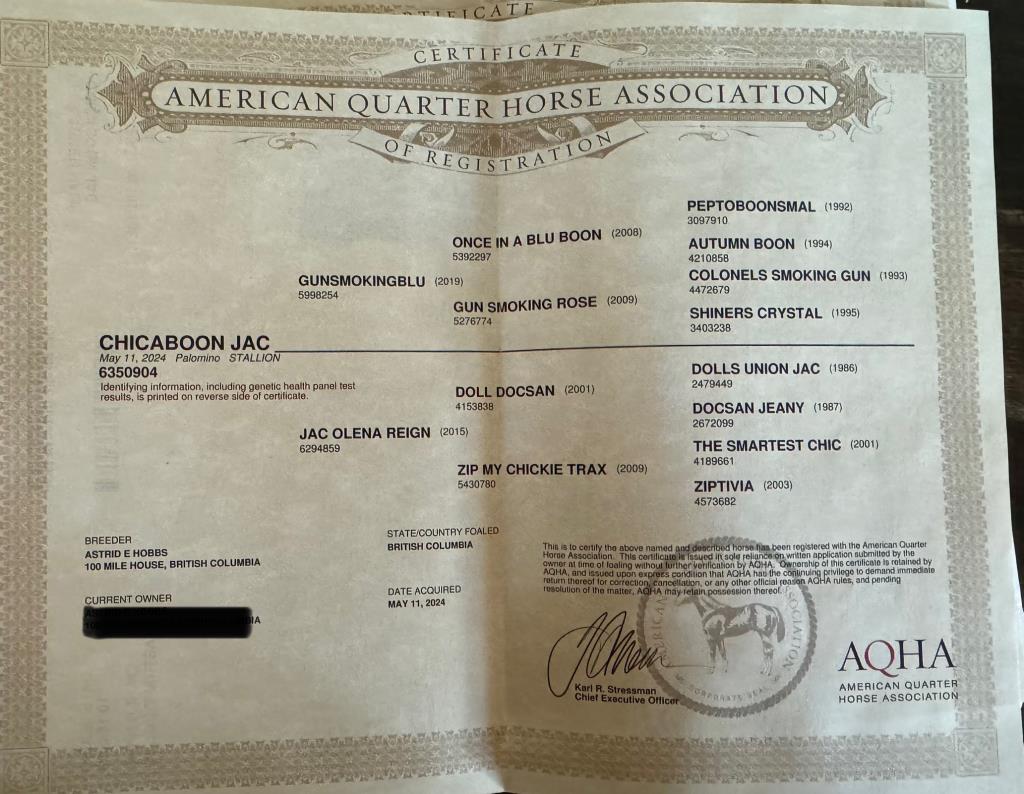 CERTIFICATE
CERTIFICATE
AMERICAN QUARTER HORSE ASSOCIATION
OF REGISTRATION
PEPTOBOONSMAL (1992)
3097910
ONCE IN A BLU BOON (2008)
5392297
AUTUMN BOON (1994)
4210858
GUNSMOKINGBLU (2019)
5998254
COLONELS SMOKING GUN (1993)
4472679
GUN SMOKING ROSE (2009)
5276774
SHINERS CRYSTAL (1995)
3403238
CHICABOON JAC
May 11, 2024 Palomino STALLION
6350904
Identifying information, including genetic health panel test
results, is printed on reverse side of certificate.
DOLLS UNION JAC (1986)
2479449
DOLL DOCSAN (2001)
4153838
DOCSAN JEANY (1987)
2672099
JAC OLENA REIGN (2015)
6294859
THE SMARTEST CHIC (2001)
4189661
ZIP MY CHICKIE TRAX (2009)
5430780
ZIPTIVIA (2003)
4573682
BREEDER
ASTRID E HOBBS
100 MILE HOUSE, BRITISH COLUMBIA
STATE/COUNTRY FOALED
BRITISH COLUMBIA
CURRENT OWNER
DATE ACQUIRED
MAY 11, 2024
This is to certify the above named and described horse has been registered with the American Quarter
Horse Association. This certificate is issued in sole reliance on written application submitted by the
owner at time of foaling without further verification by AQHA. Ownership of this certificate is retained by
AQHA, and issued upon express condition that AQHA has the continuing privilege to demand immediate
return thereof for correction, cancellation, or any other official reason AQHA rules, and pending
resolution of the matter, AQHA may retain possession thereof.
Karl R. Stressman
Chief Executive Officer
CORPORATE SEAL
ASSOCIATION
AQHA
AMERICAN QUARTER
HORSE ASSOCIATION